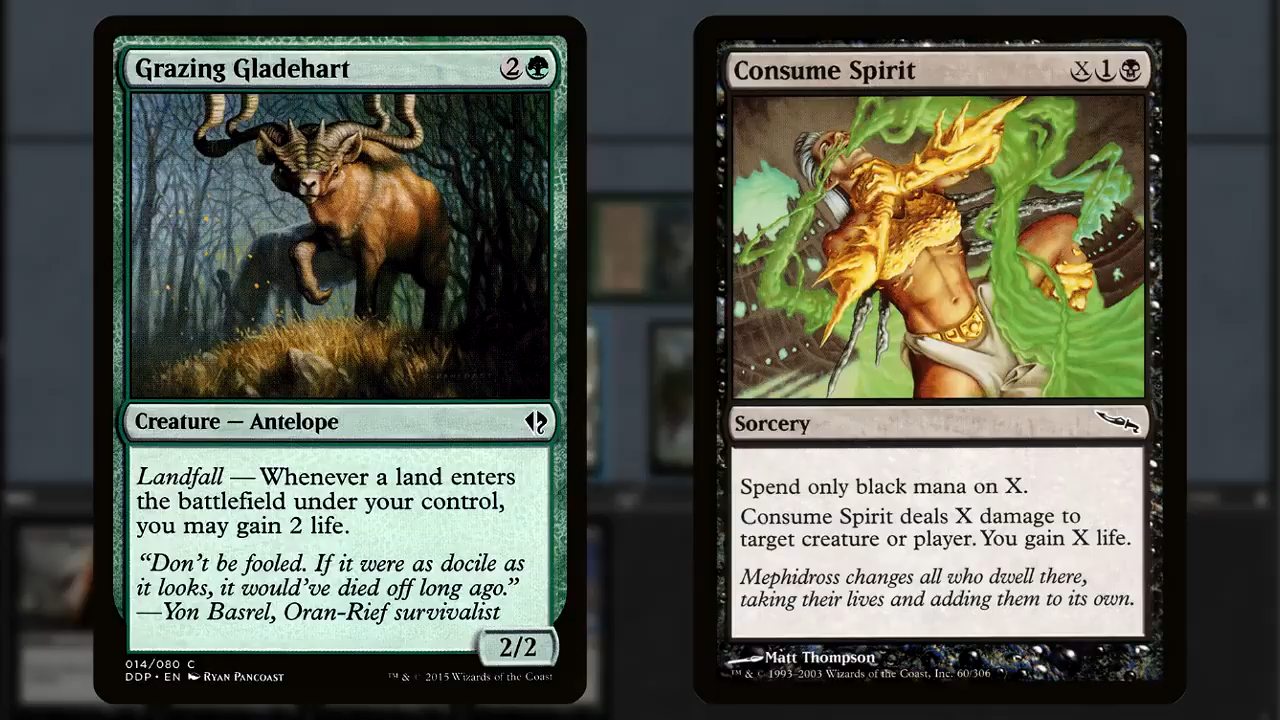 Grazing Gladehart 2
Creature — Antelope
Landfall — Whenever a land enters
the battlefield under your control,
you may gain 2 life.
“Don’t be fooled. If it were as docile as
it looks, it would’ve died off long ago.”
—Yon Basrel, Oran-Rief survivalist
2/2
014/080 C
DDP • EN RYAN PANCOAST
™ & © 2015 Wizards of the Coast
Consume Spirit X1
Sorcery
Spend only black mana on X.
Consume Spirit deals X damage to
target creature or player. You gain X life.
Mephidross changes all who dwell there,
taking their lives and adding them to its own.
Matt Thompson
™ & © 1993–2003 Wizards of the Coast, Inc. 60/306